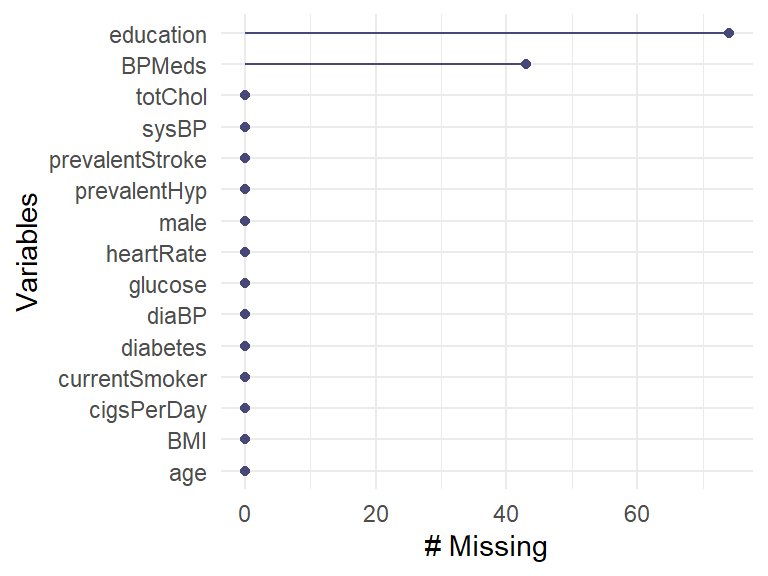 education
BPMeds
totChol
sysBP
prevalentStroke
prevalentHyp
male
heartRate
glucose
diaBP
diabetes
currentSmoker
cigsPerDay
BMI
age
Variables
0 20 40 60
# Missing